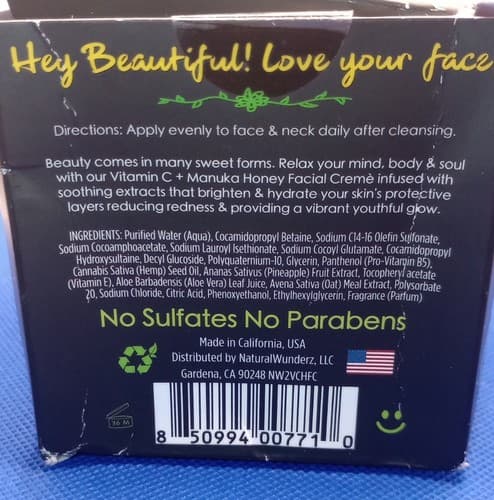 Hey Beautiful! Love your face
Directions: Apply evenly to face & neck daily after cleansing.
Beauty comes in many sweet forms. Relax your mind, body & soul
with our Vitamin C + Manuka Honey Facial Cremè infused with
soothing extracts that brighten & hydrate your skin's protective
layers reducing redness & providing a vibrant youthful glow.
INGREDIENTS: Purified Water (Aqua), Cocamidopropyl Betaine, Sodium C14-16 Olefin Sulfonate,
Sodium Cocoamphoacetate, Sodium Lauroyl Isethionate, Sodium Cocoyl Glutamate, Cocamidopropyl
Hydroxysultaine, Decyl Glucoside, Polyquaternium-10, Glycerin, Panthenol (Pro-Vitamin B5),
Cannabis Sativa (Hemp) Seed Oil, Ananas Sativus (Pineapple) Fruit Extract, Tocopheryl acetate
(Vitamin E), Aloe Barbadensis (Aloe Vera) Leaf Juice, Avena Sativa (Oat) Meal Extract, Polysorbate
20, Sodium Chloride, Citric Acid, Phenoxyethanol, Ethylhexylglycerin, Fragrance (Parfum)
No Sulfates No Parabens
Made in California, USA
Distributed by NaturalWunderz, LLC
Gardena, CA 90248 NW2VCHFC
36 M
8 50994 00771 0